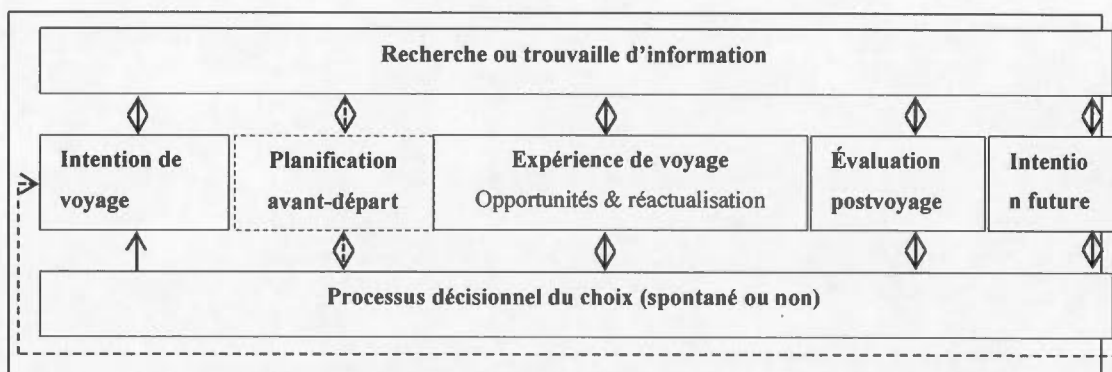 Recherche ou trouvaille d'information
Intention de
voyage
Planification
avant-départ
Expérience de voyage
Opportunités & réactualisation
Évaluation
postvoyage
Intentio
n future
Processus décisionnel du choix (spontané ou non)